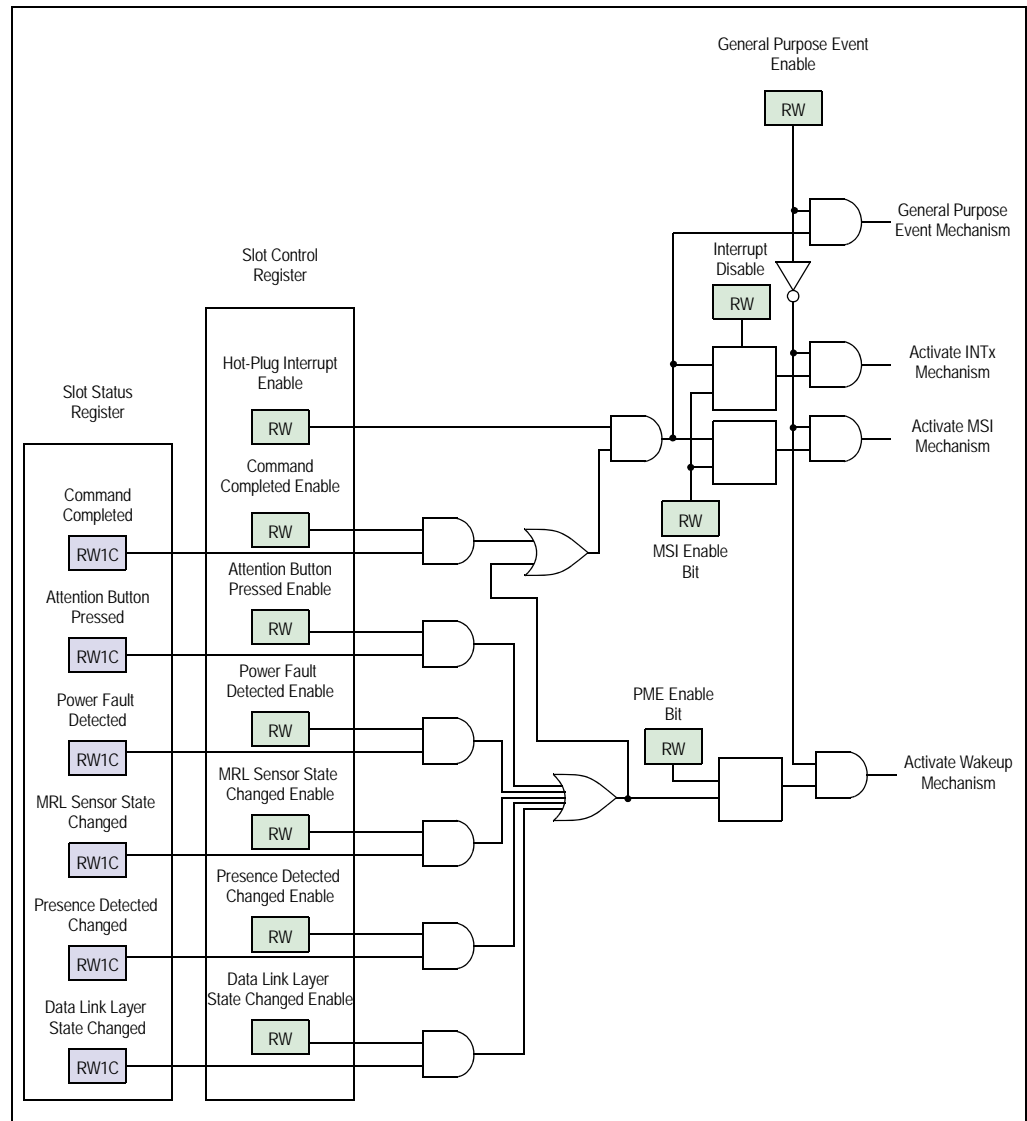 General Purpose Event
Enable
RW
General Purpose
Event Mechanism
Interrupt
Disable
RW
Activate INTx
Mechanism
Activate MSI
Mechanism
RW
MSI Enable
Bit
Slot Control
Register
Hot-Plug Interrupt
Enable
RW
Command
Completed Enable
RW
Attention Button
Pressed Enable
RW
Power Fault
Detected Enable
RW
MRL Sensor State
Changed Enable
RW
Presence Detected
Changed Enable
RW
Data Link Layer
State Changed Enable
RW
Slot Status
Register
Command
Completed
RW1C
Attention Button
Pressed
RW1C
Power Fault
Detected
RW1C
MRL Sensor State
Changed
RW1C
Presence Detected
Changed
RW1C
Data Link Layer
State Changed
RW1C
PME Enable
Bit
RW
Activate Wakeup
Mechanism